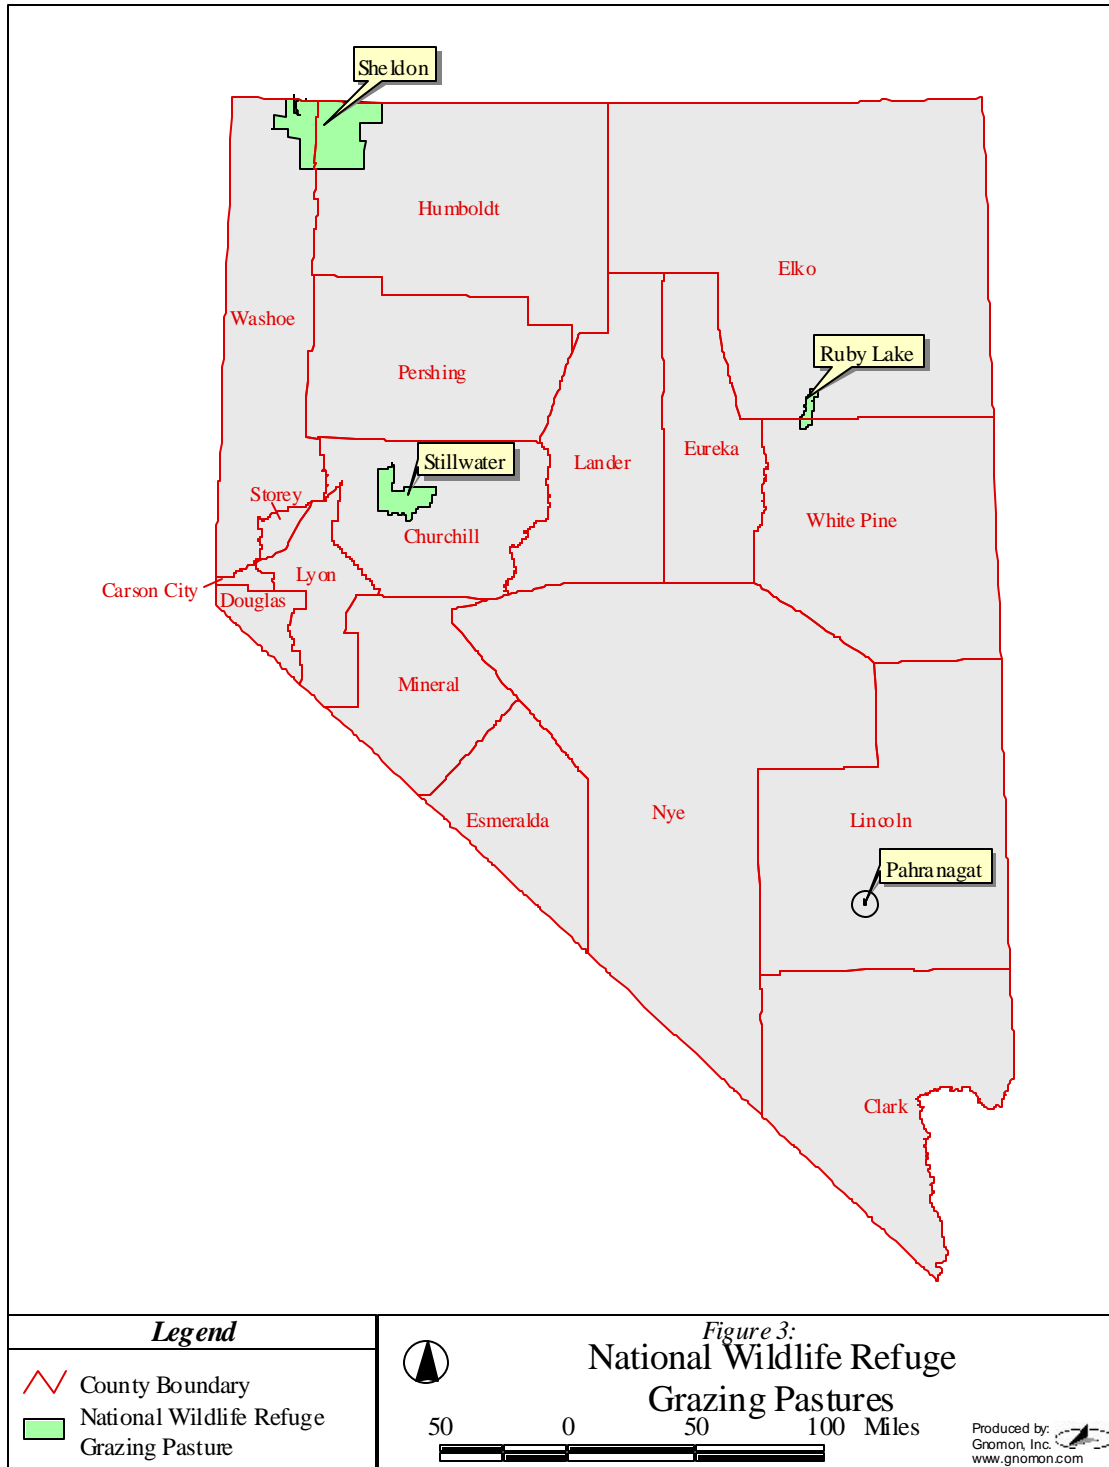 Sheldon
Humboldt
Elko
Washoe
Ruby Lake
Pershing
Eureka
Stillwater
Lander
Storey
White Pine
Churchill
Lyon
Carson City
Douglas
Mineral
Nye
Esmeralda
Lincoln
Pahranagat
Clark
Legend
County Boundary
National Wildlife Refuge
Grazing Pasture
Figure 3:
National Wildlife Refuge
Grazing Pastures
50 0 50 100 Miles
Produced by:
Gnomon, Inc.
www.gnomon.com